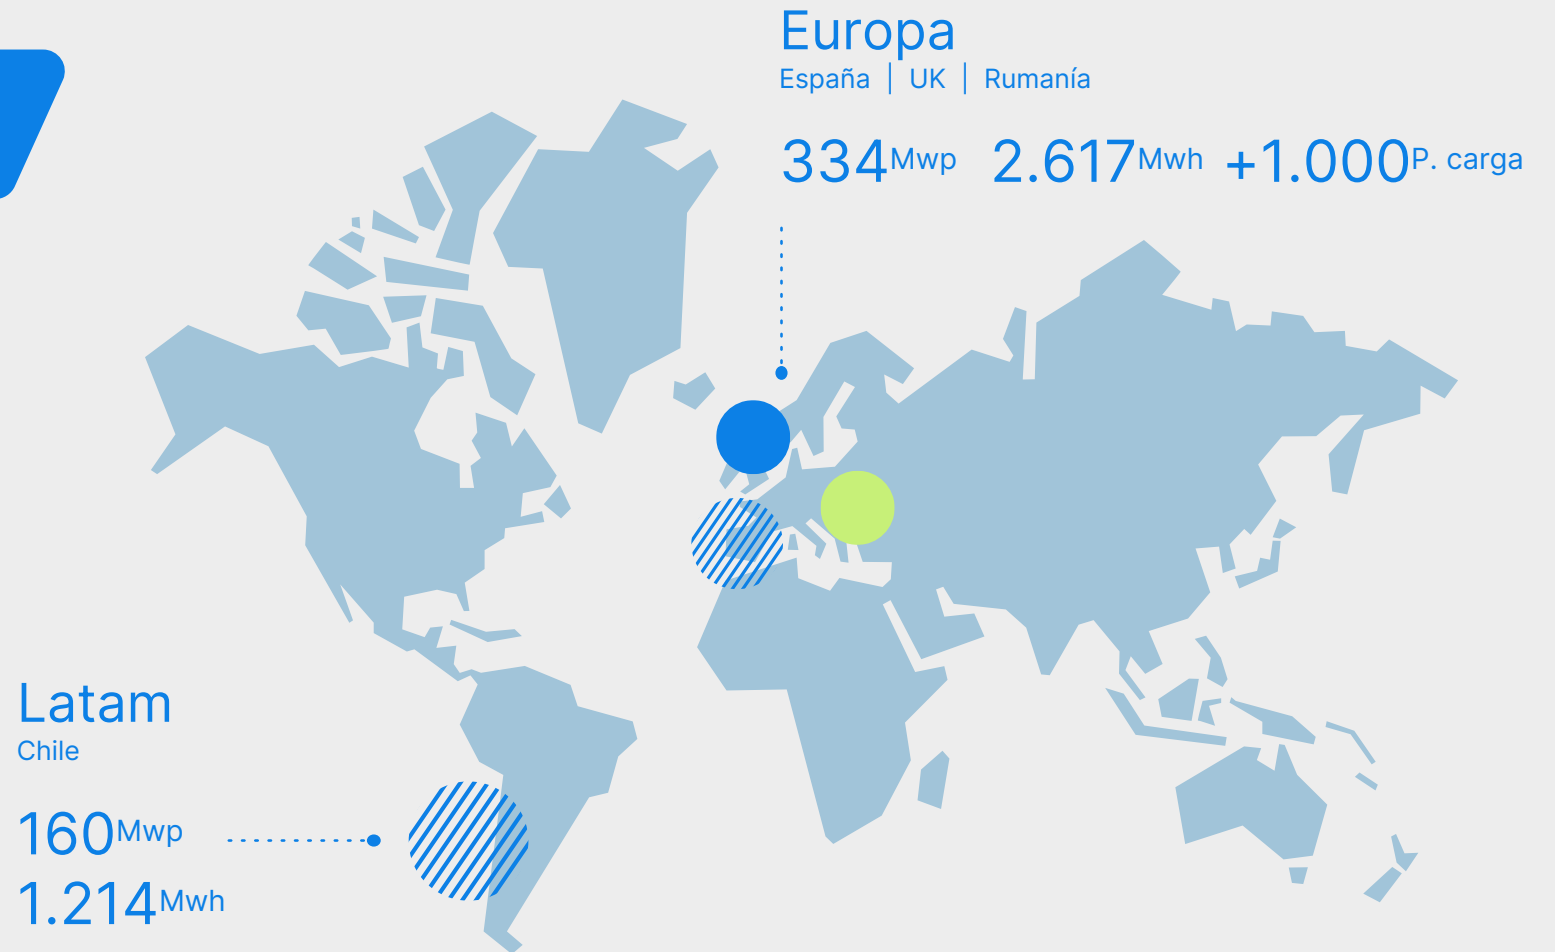 Europa
España | UK | Rumanía
334Mwp 2.617Mwh +1.000P. carga
Latam
Chile
160Mwp
1.214Mwh